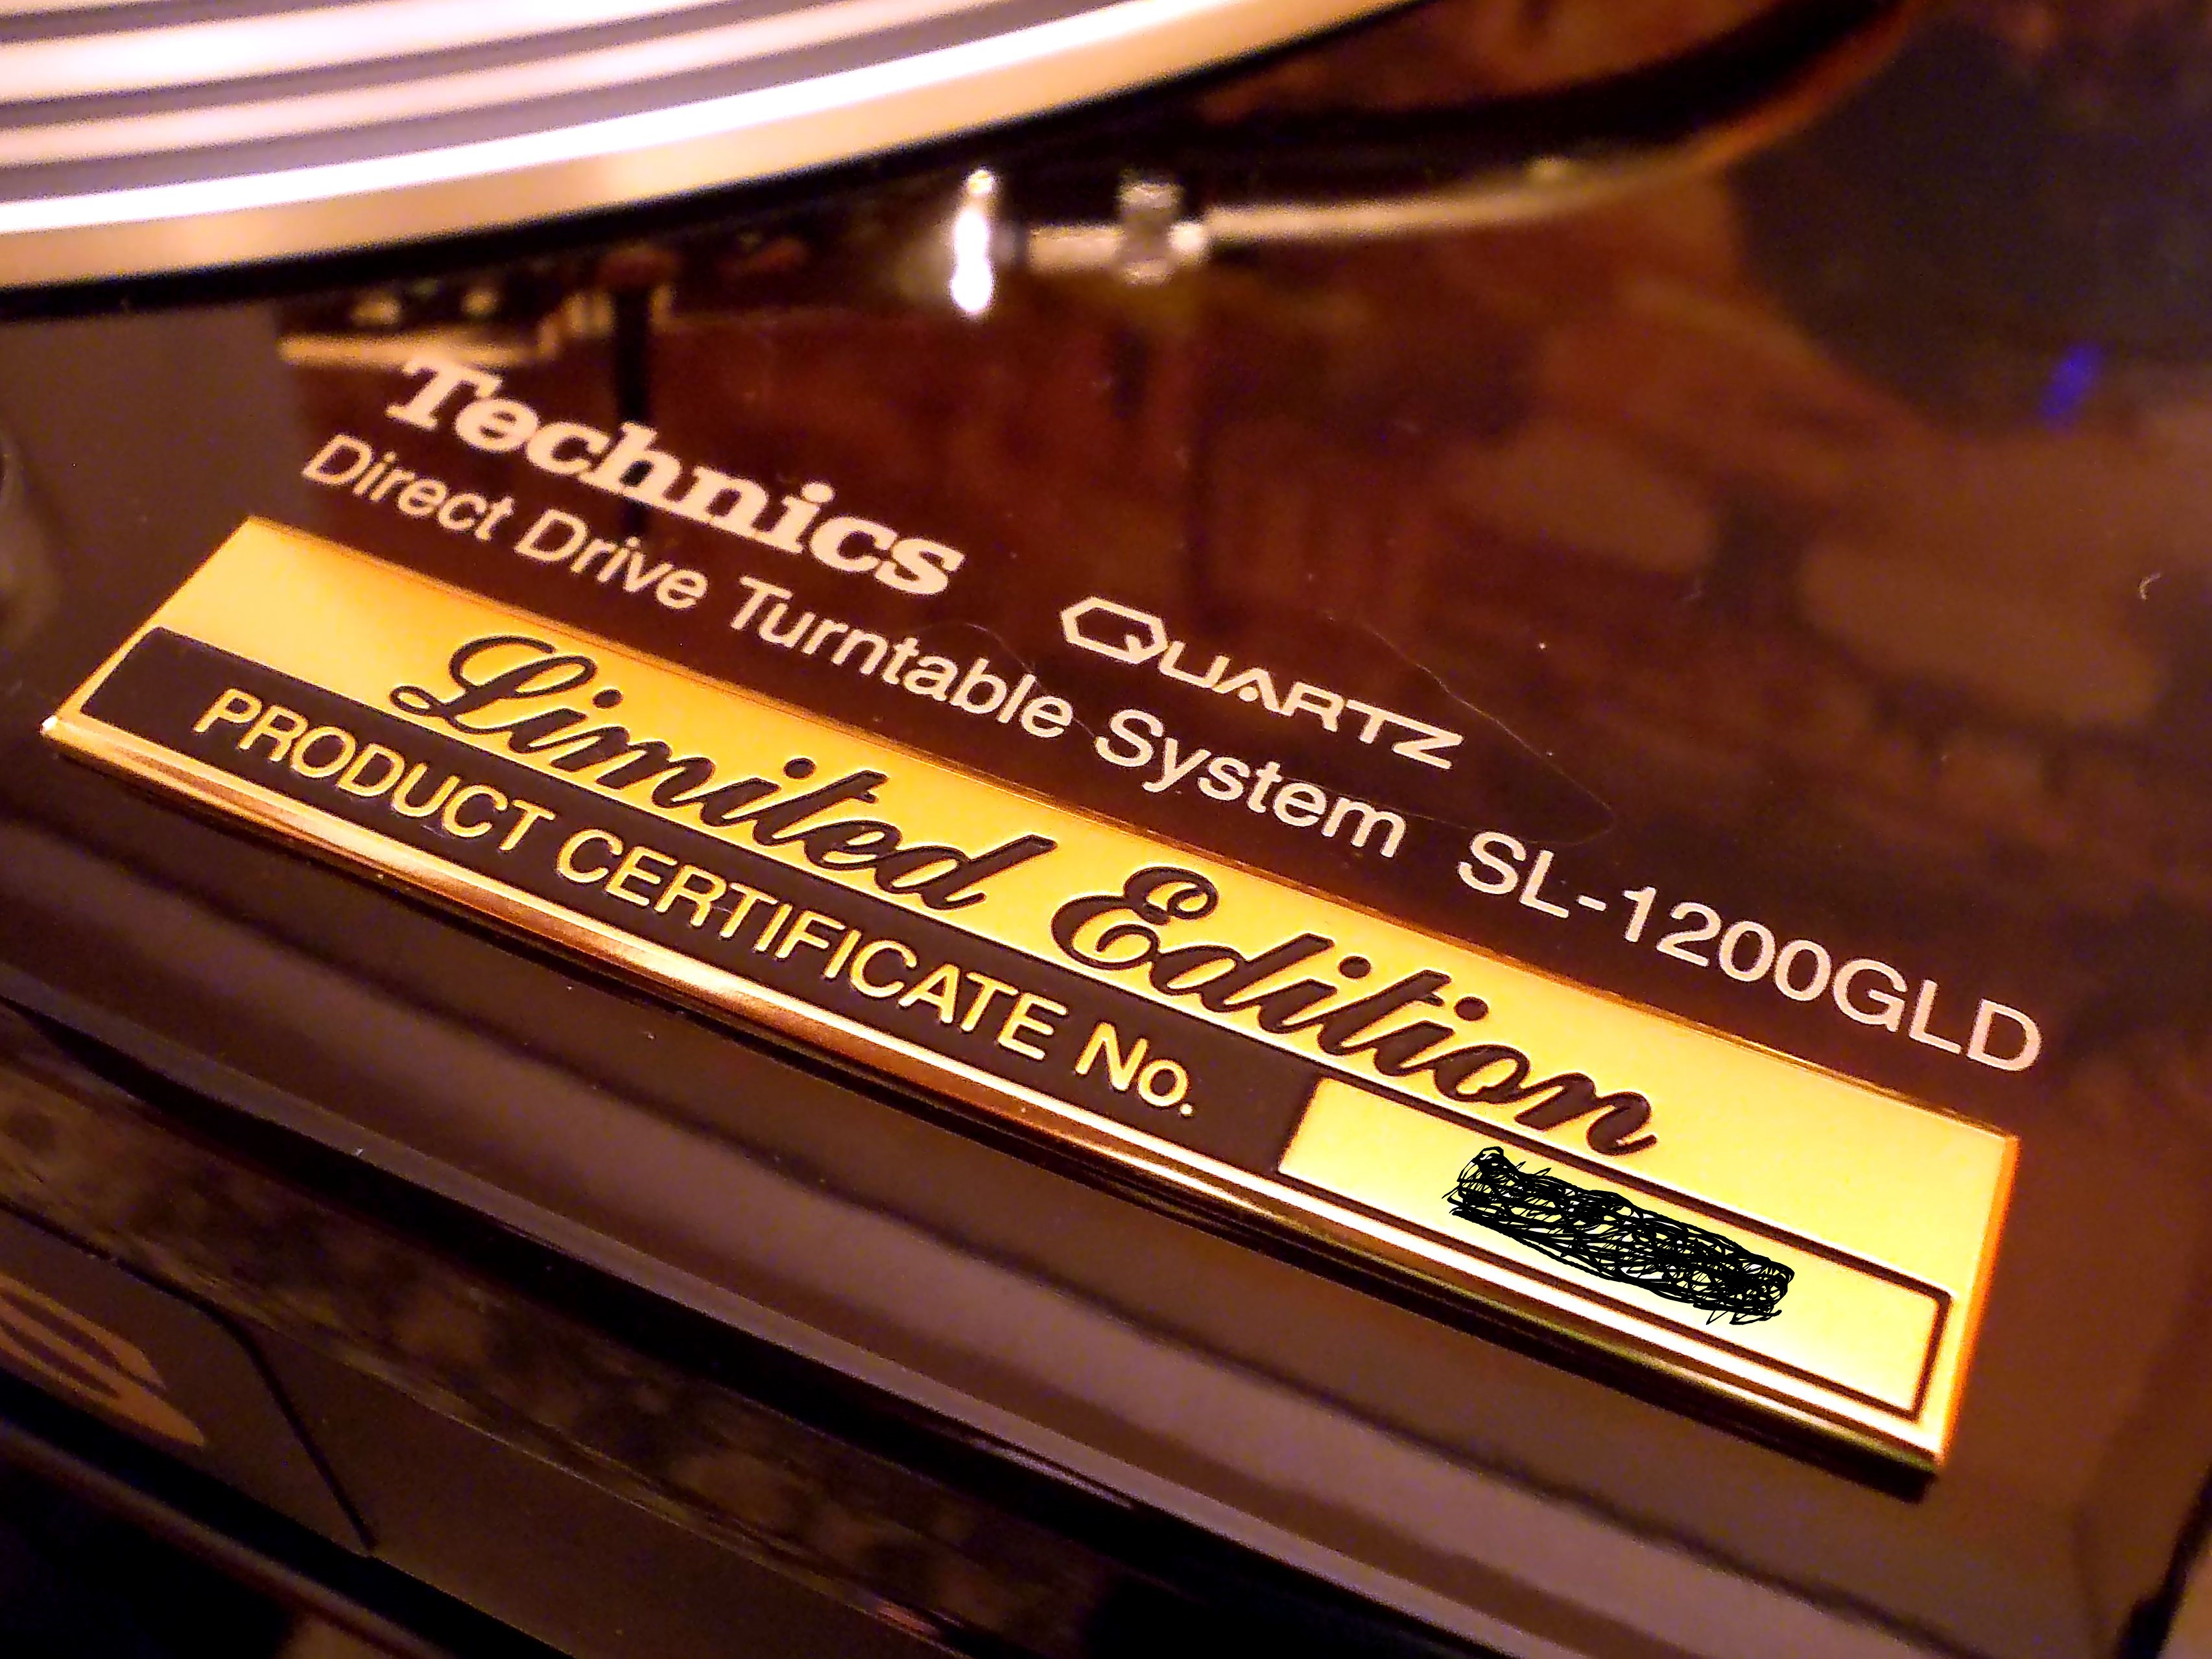 Technics QUARTZ
Direct Drive Turntable System SL-1200GLD
Limited Edition
PRODUCT CERTIFICATE No.